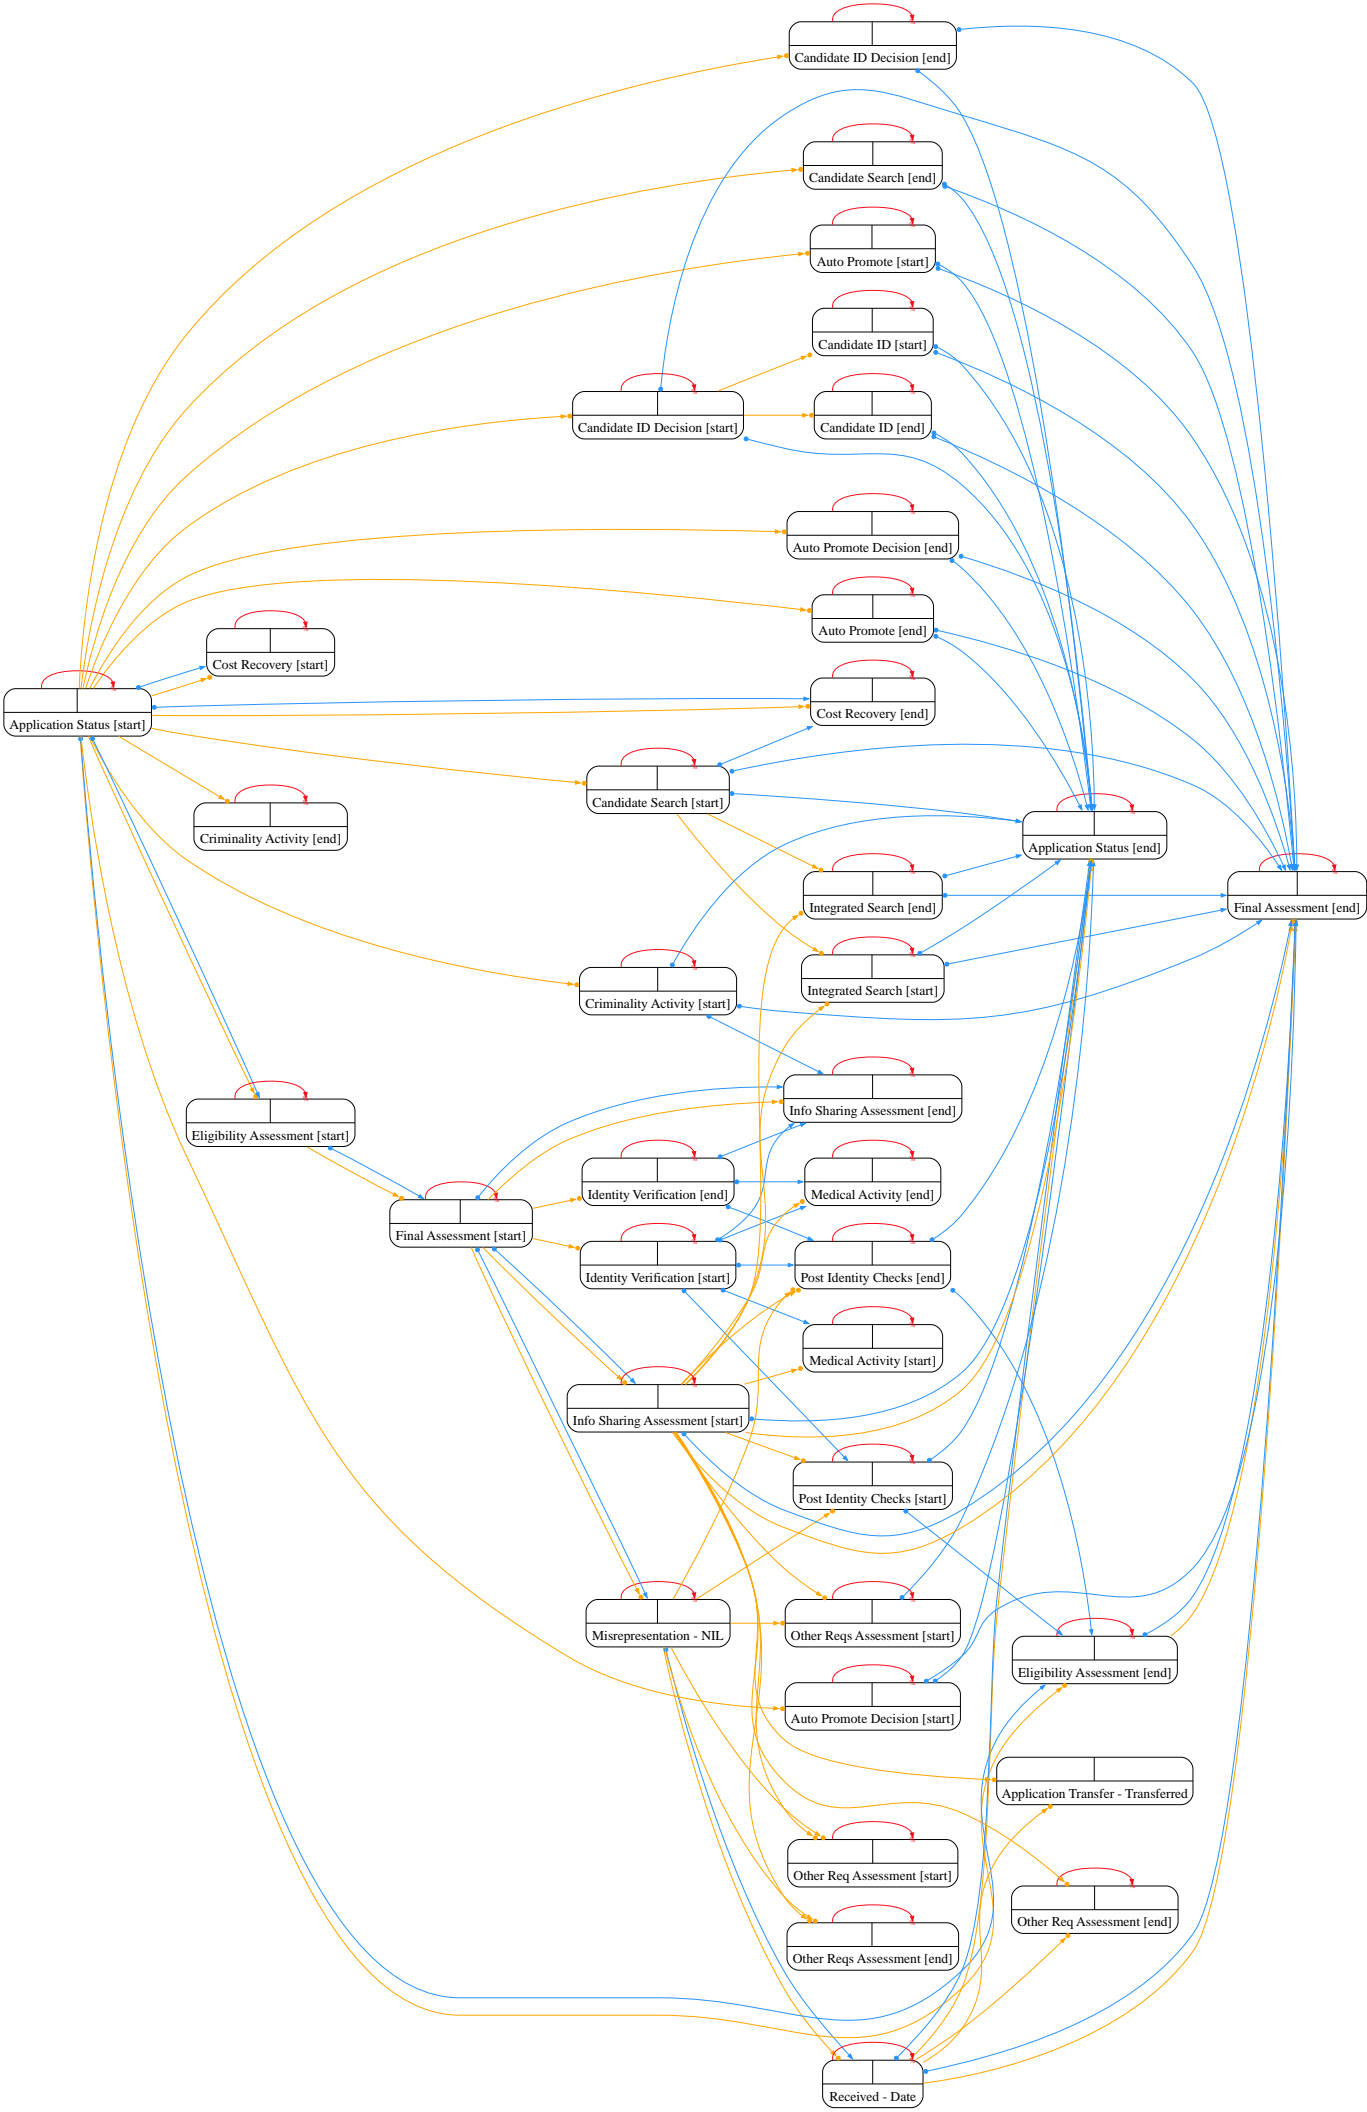 Candidate ID Decision [end]
Candidate Search [end]
Auto Promote [start]
Candidate ID [start]
Candidate ID Decision [start]
Candidate ID [end]
Auto Promote Decision [end]
Auto Promote [end]
Cost Recovery [start]
Cost Recovery [end]
Application Status [start]
Candidate Search [start]
Criminality Activity [end]
Application Status [end]
Integrated Search [end]
Final Assessment [end]
Integrated Search [start]
Criminality Activity [start]
Info Sharing Assessment [end]
Eligibility Assessment [start]
Identity Verification [end]
Medical Activity [end]
Final Assessment [start]
Identity Verification [start]
Post Identity Checks [end]
Medical Activity [start]
Info Sharing Assessment [start]
Post Identity Checks [start]
Misrepresentation - NIL
Other Reqs Assessment [start]
Eligibility Assessment [end]
Auto Promote Decision [start]
Application Transfer - Transferred
Other Req Assessment [start]
Other Req Assessment [end]
Other Reqs Assessment [end]
Received - Date